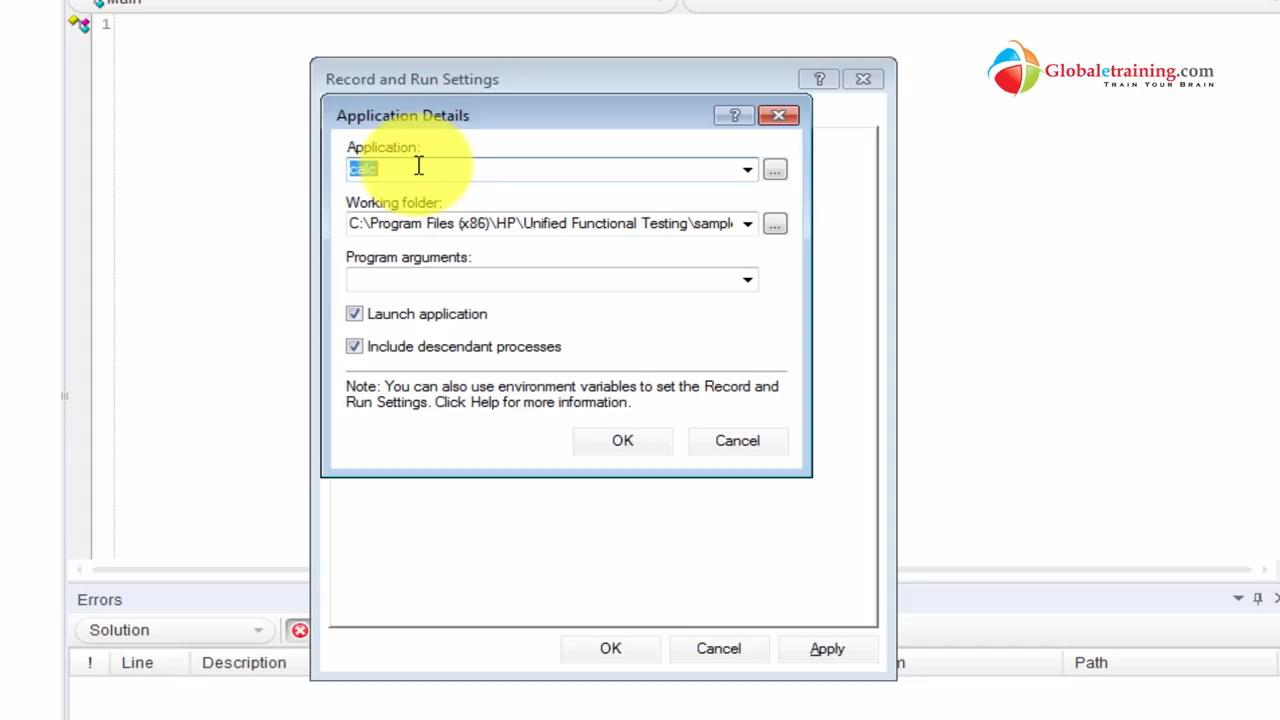 Main
1
Globaletraining.com
TRAIN YOUR BRAIN
Record and Run Settings
?
Application Details
?
Application:
calc
...
Working folder:
C:\Program Files (x86)\HP\Unified Functional Testing\sampl
...
Program arguments:
Launch application
Include descendant processes
Note: You can also use environment variables to set the Record and
Run Settings. Click Help for more information.
OK Cancel
Errors
Solution
OK Cancel Apply
! Line Description Path